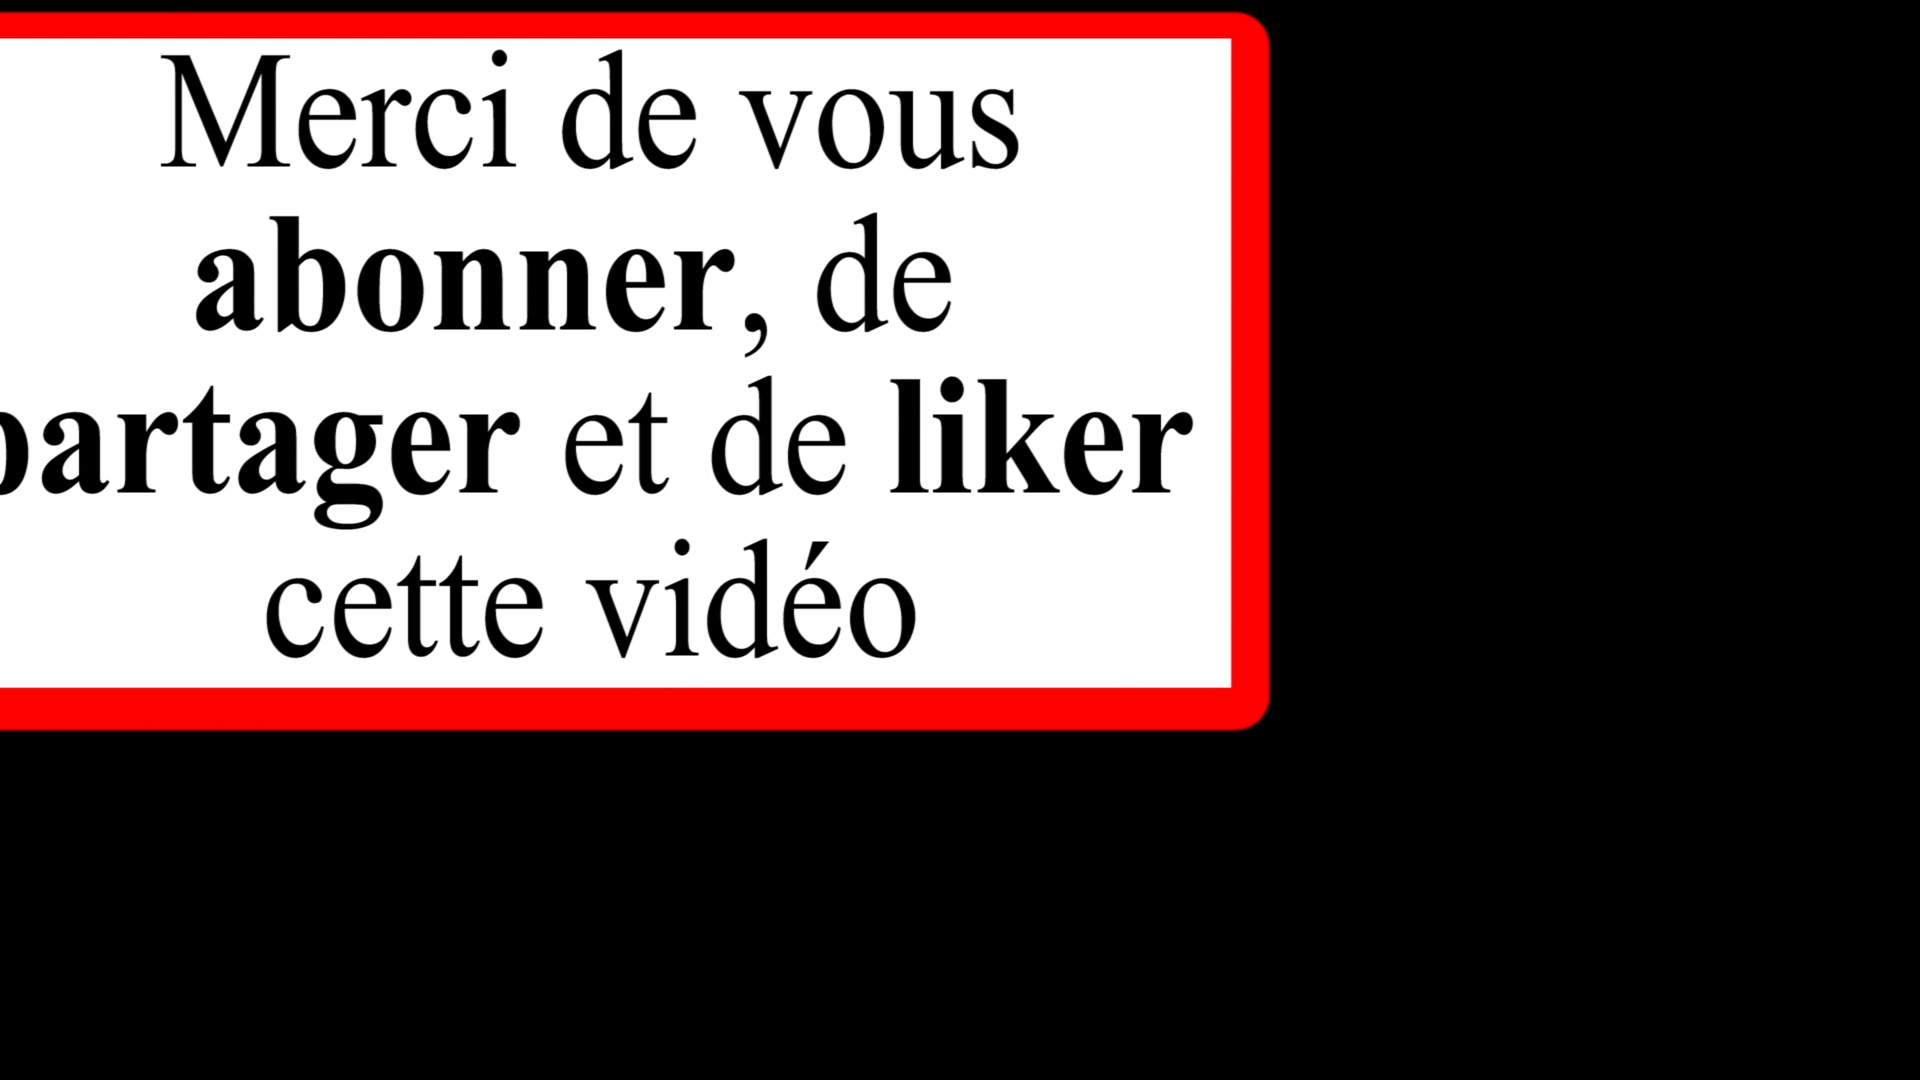 Merci de vous
abonner, de
partager et de liker
cette vidéo